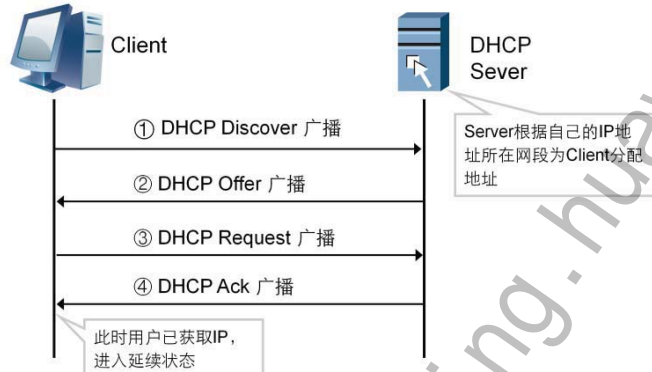 Client
DHCP
Sever
① DHCP Discover 广播
Server根据自己的IP地
址所在网段为Client分配
地址
② DHCP Offer 广播
③ DHCP Request 广播
④ DHCP Ack 广播
此时用户已获取IP，
进入延续状态